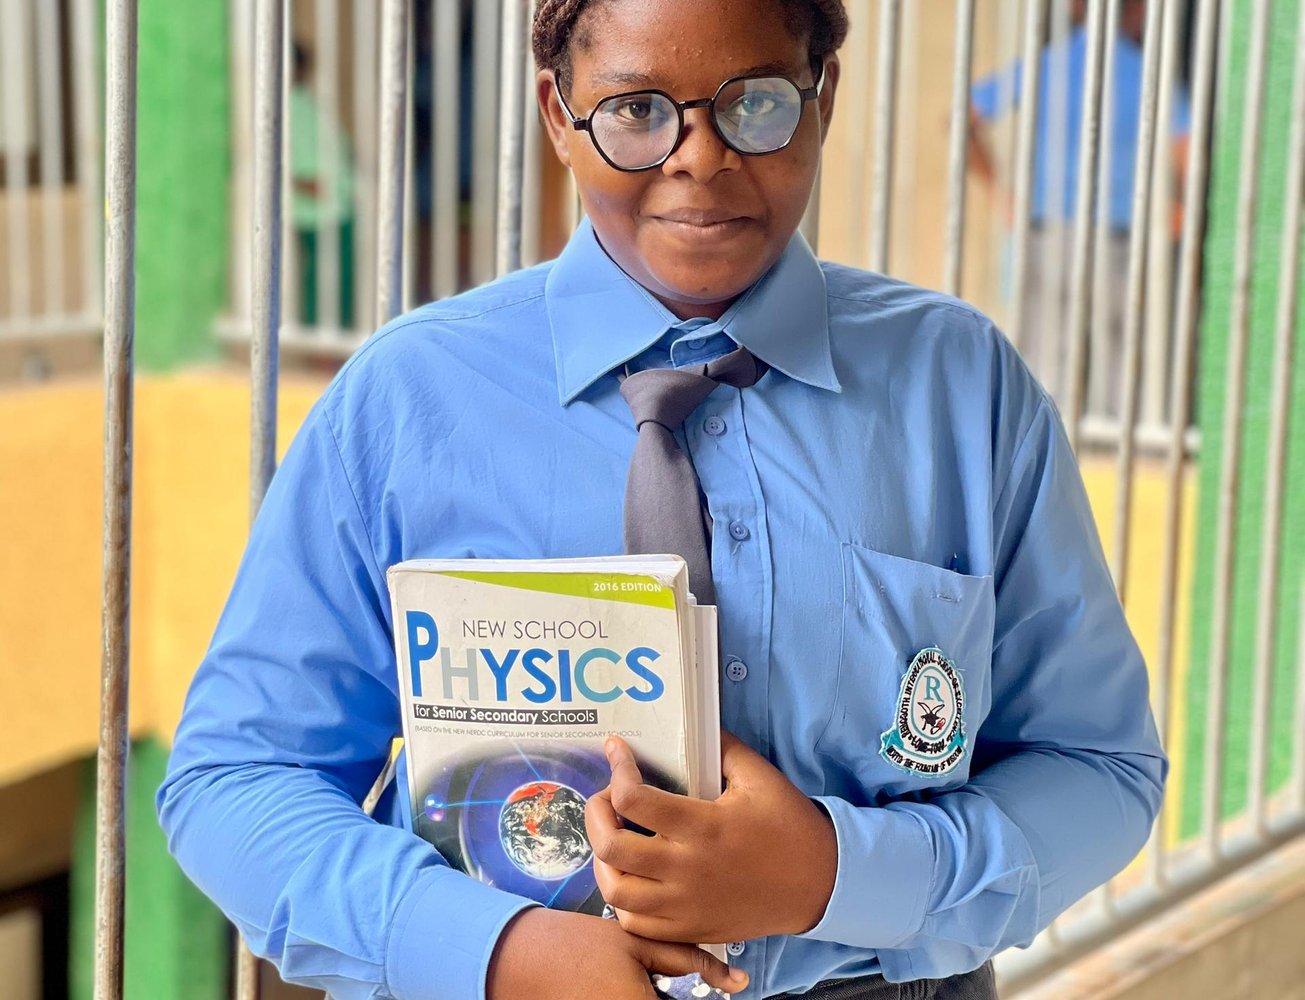 2016 EDITION
NEW SCHOOL
PHYSICS
for Senior Secondary Schools
(BASED ON THE NEW NERDC CURRICULUM FOR SENIOR SECONDARY SCHOOLS)
R